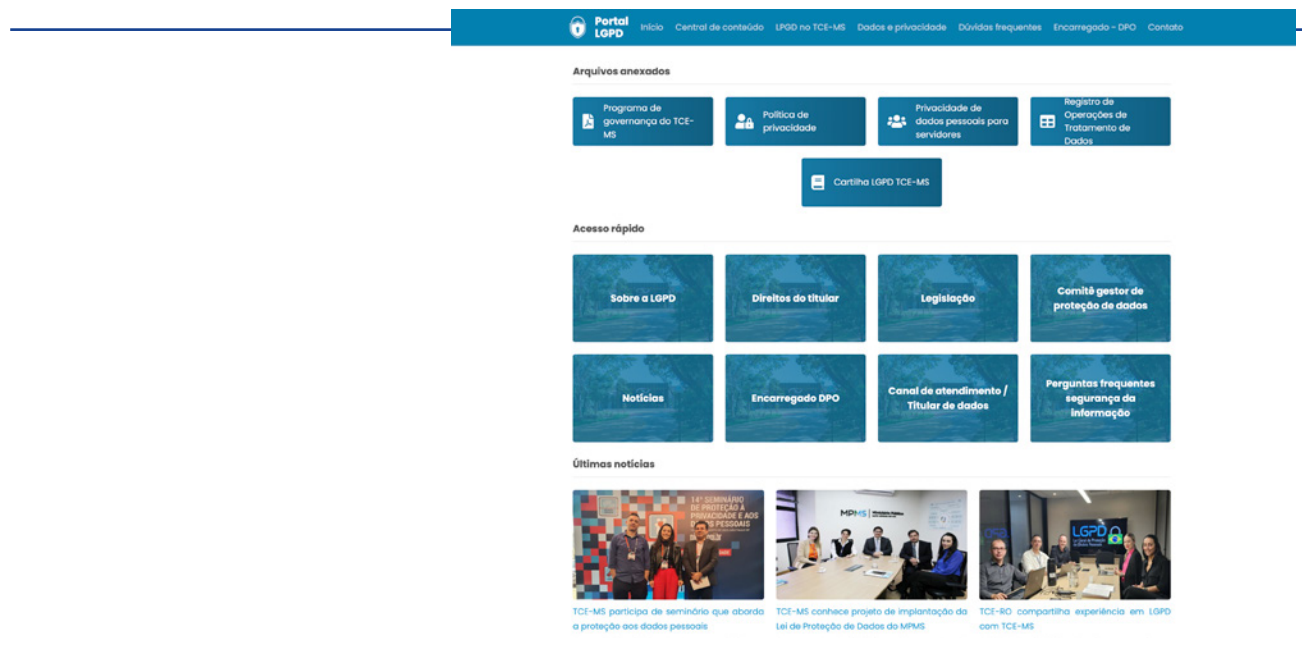 Portal
LGPD
Início Central de conteúdo LPGD no TCE-MS Dados e privacidade Dúvidas frequentes Encarregado - DPO Contato
Arquivos anexados
Programa de
governança do TCE-
MS
Política de
privacidade
Privacidade de
dados pessoais para
servidores
Registro de
Operações de
Tratamento de
Dados
Cartilha LGPD TCE-MS
Acesso rápido
Sobre a LGPD
Direitos do titular
Legislação
Comitê gestor de
proteção de dados
Notícias
Encarregado DPO
Canal de atendimento /
Titular de dados
Perguntas frequentes
segurança da
informação
Últimas notícias
14º SEMINÁRIO
DE PROTEÇÃO À
PRIVACIDADE E AOS
DADOS PESSOAIS
MPMS
LGPD
TCE-MS participa de seminário que aborda
a proteção aos dados pessoais
TCE-MS conhece projeto de implantação da
Lei de Proteção de Dados do MPMS
TCE-RO compartilha experiência em LGPD
com TCE-MS